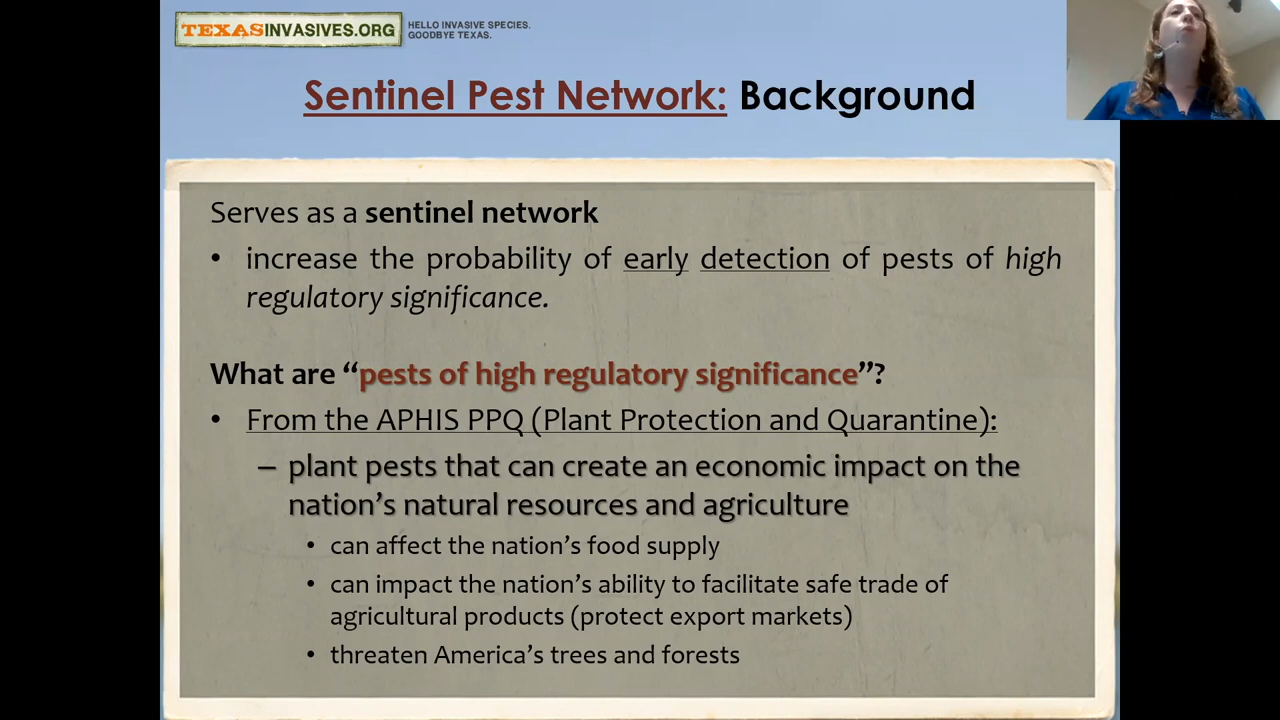 TEXASINVASIVES.ORG
HELLO INVASIVE SPECIES.
GOODBYE TEXAS.
Sentinel Pest Network: Background
Serves as a sentinel network
• increase the probability of early detection of pests of high
regulatory significance.
What are “pests of high regulatory significance”?
• From the APHIS PPQ (Plant Protection and Quarantine):
– plant pests that can create an economic impact on the
nation’s natural resources and agriculture
• can affect the nation’s food supply
• can impact the nation’s ability to facilitate safe trade of
agricultural products (protect export markets)
• threaten America’s trees and forests